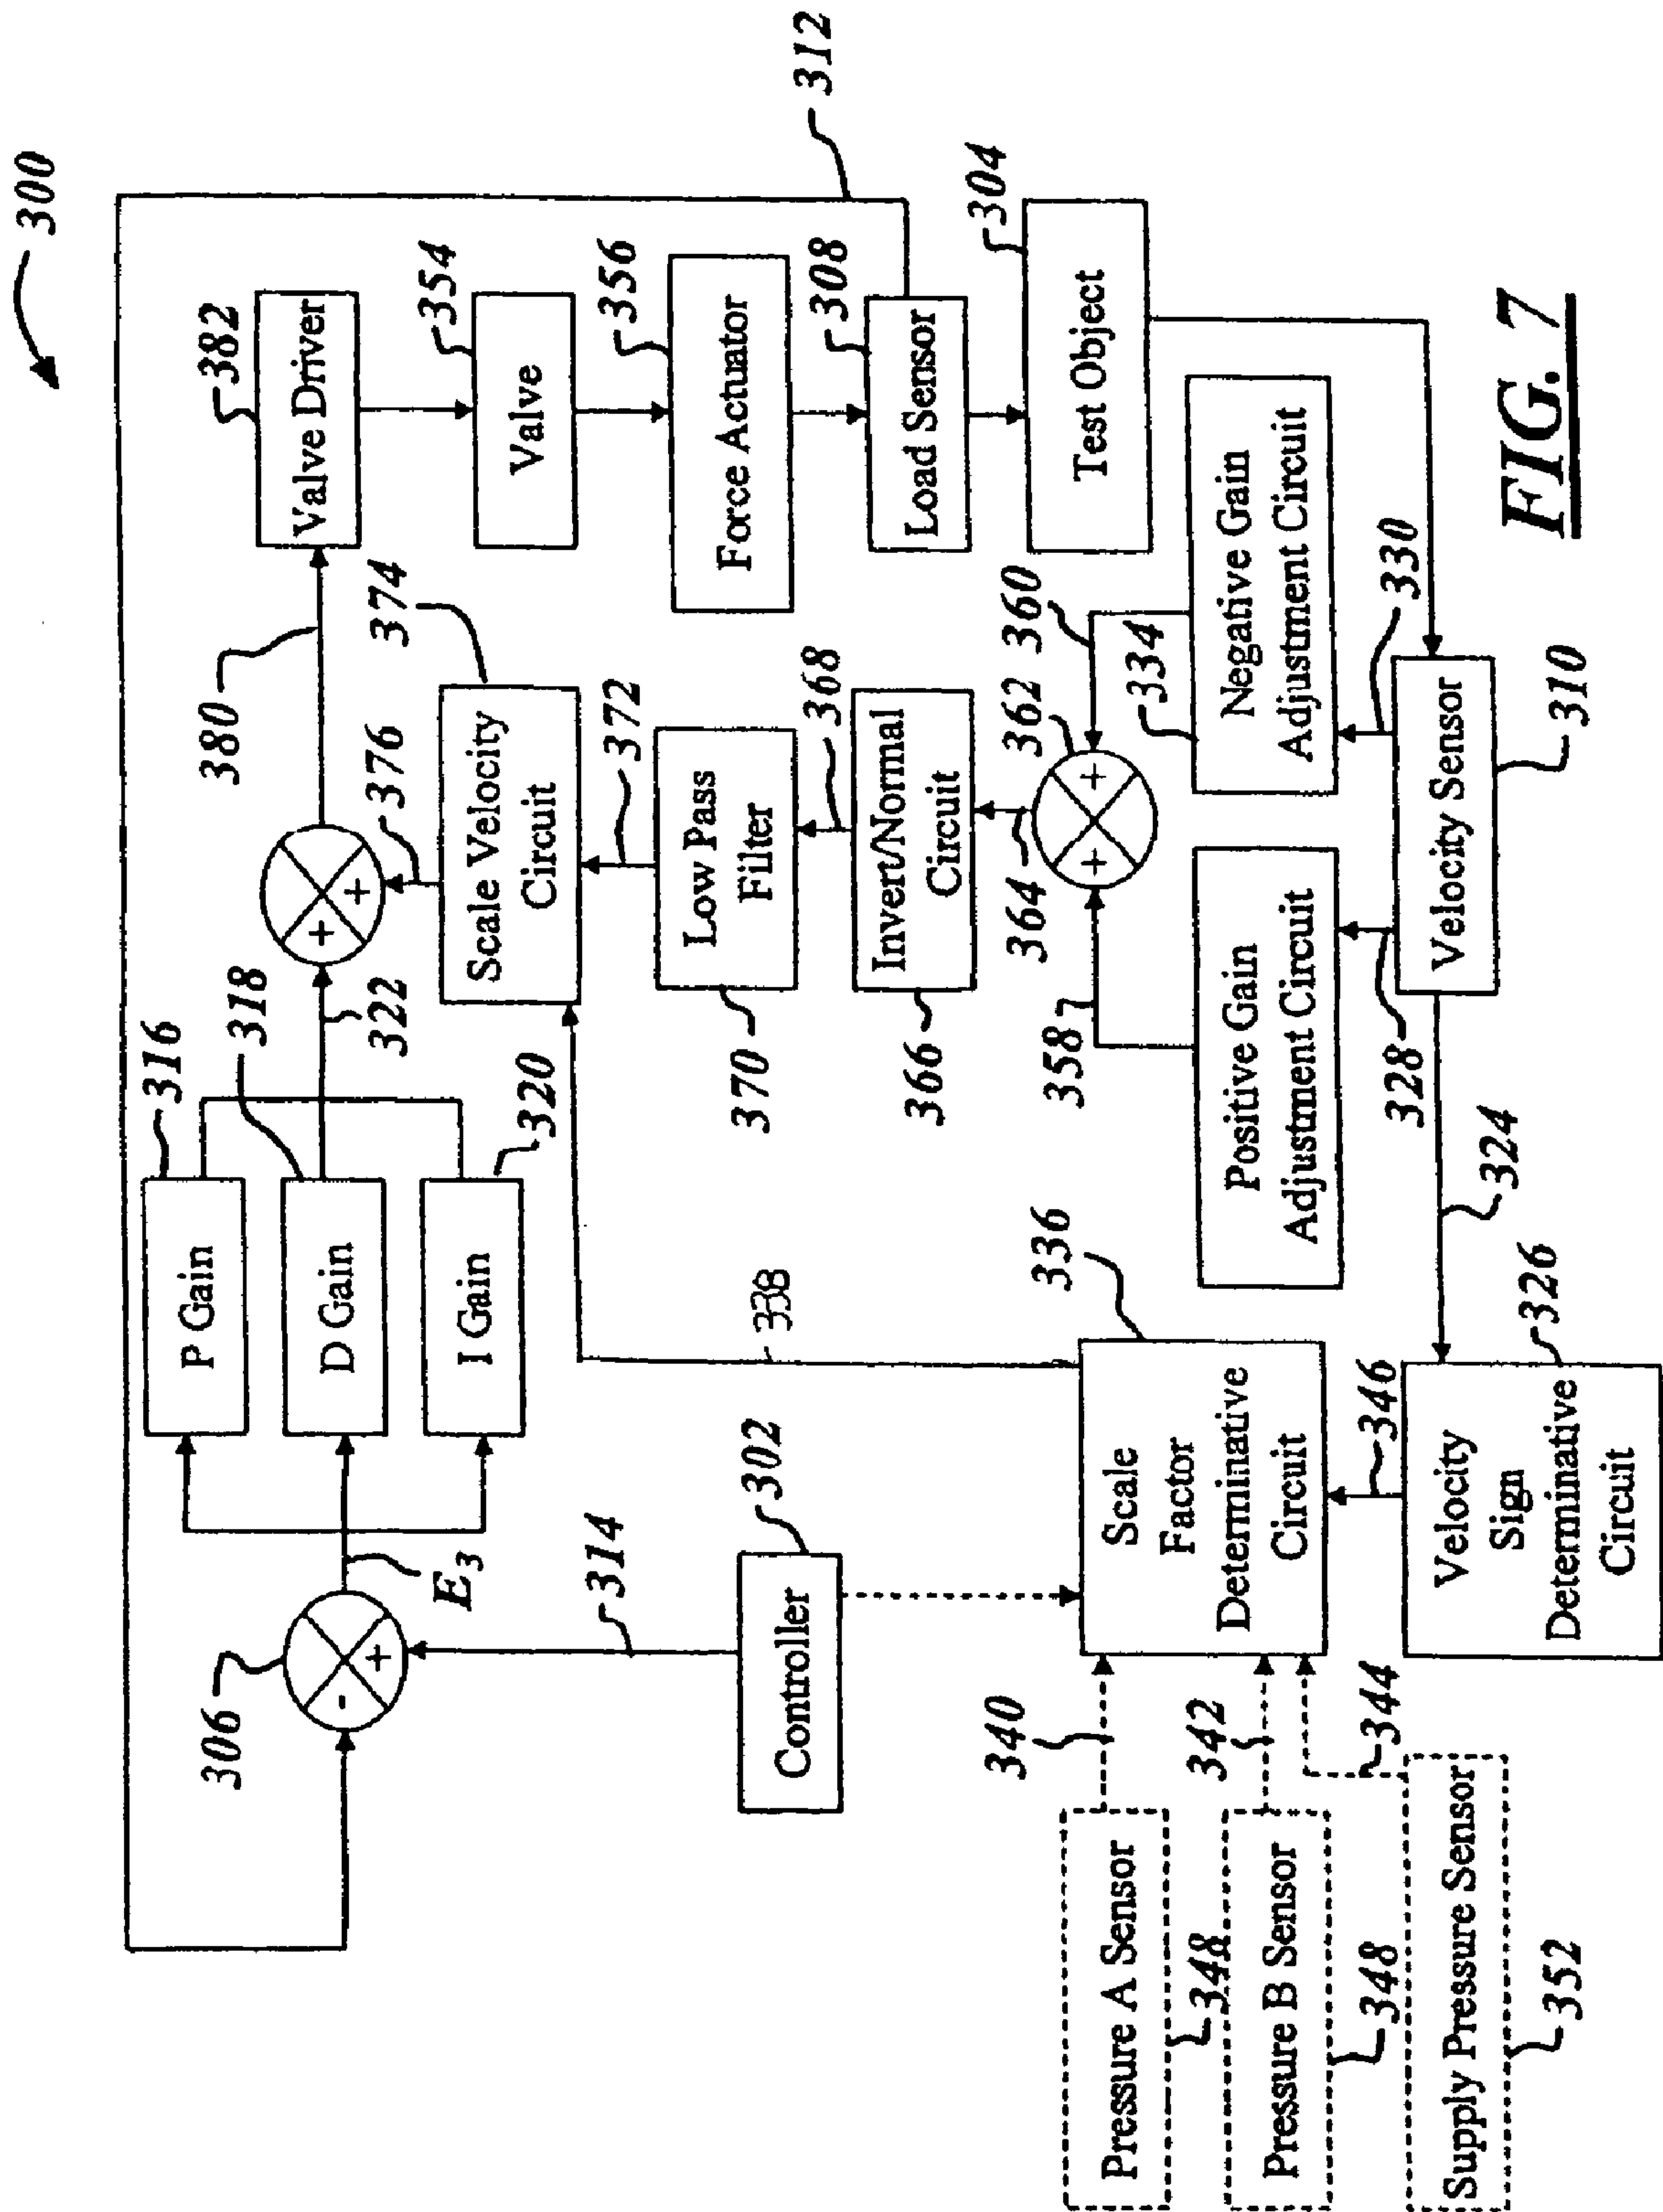 300
312
382
Valve Driver
354
Valve
356
Force Actuator
308
Load Sensor
304
Test Object
380
374
376
Scale Velocity
Circuit
372
Low Pass
Filter
370
368
Invert/Normal
Circuit
366
364
362
360
+
+
358
334
Negative Gain
Adjustment Circuit
330
Positive Gain
Adjustment Circuit
328
Velocity Sensor
310
324
316
P Gain
318
D Gain
320
I Gain
322
+
+
E3
306
-
+
314
302
Controller
338
336
Scale
Factor
Determinative
Circuit
346
326
Velocity
Sign
Determinative
Circuit
340
342
344
Pressure A Sensor
348
Pressure B Sensor
348
Supply Pressure Sensor
352
FIG. 7